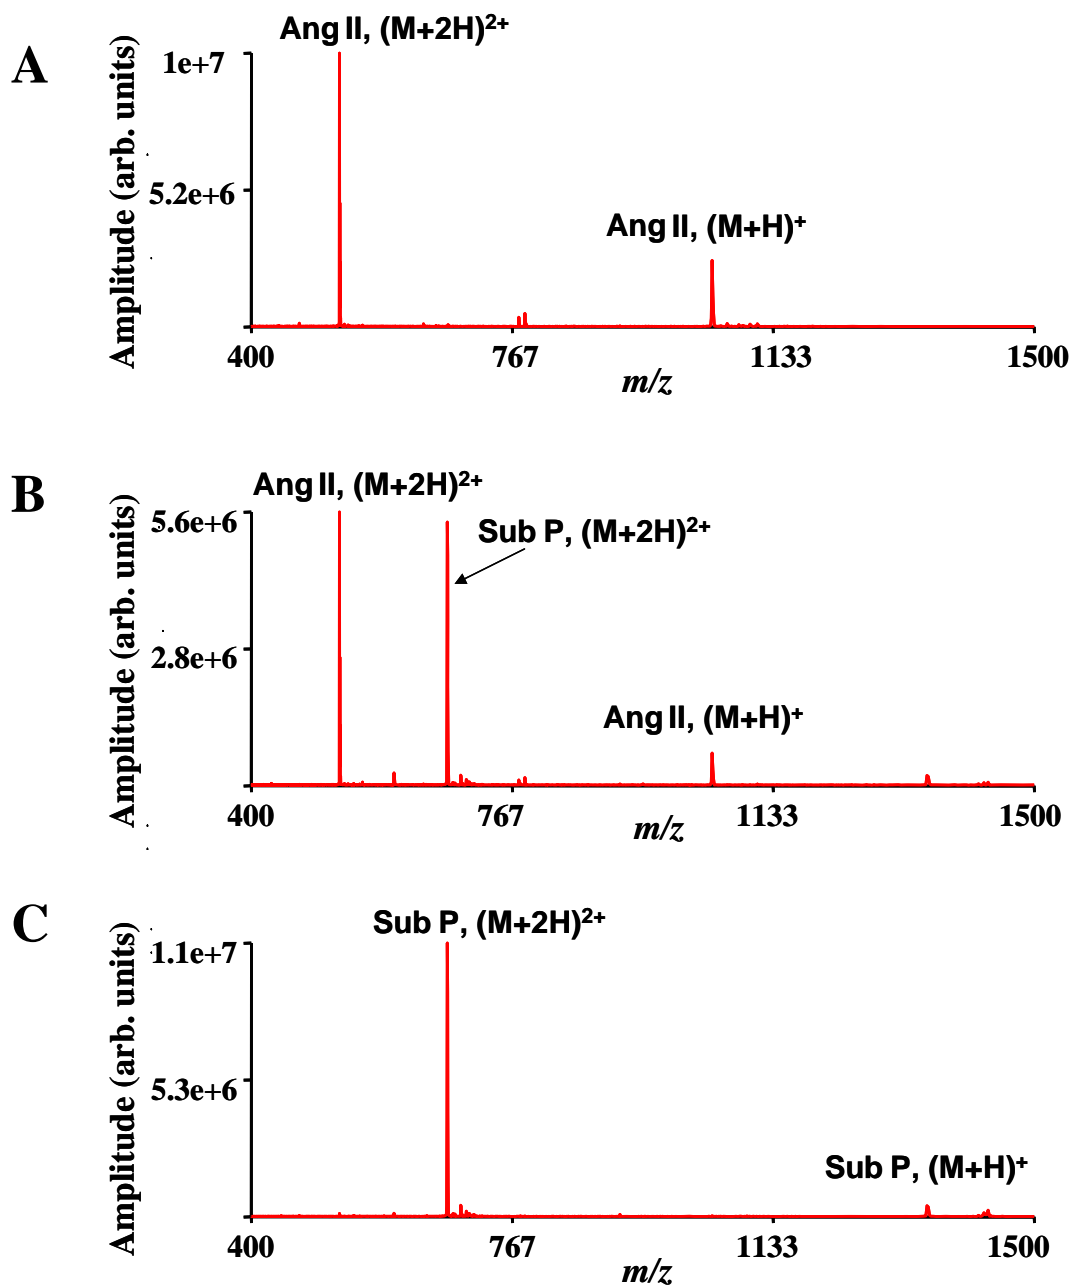 A
Amplitude (arb. units)
Ang II, (M+2H)²⁺
1e+7
5.2e+6
Ang II, (M+H)⁺
400
767
1133
1500
m/z
B
Amplitude (arb. units)
Ang II, (M+2H)²⁺
5.6e+6
Sub P, (M+2H)²⁺
2.8e+6
Ang II, (M+H)⁺
400
767
1133
1500
m/z
C
Amplitude (arb. units)
Sub P, (M+2H)²⁺
1.1e+7
5.3e+6
Sub P, (M+H)⁺
400
767
1133
1500
m/z